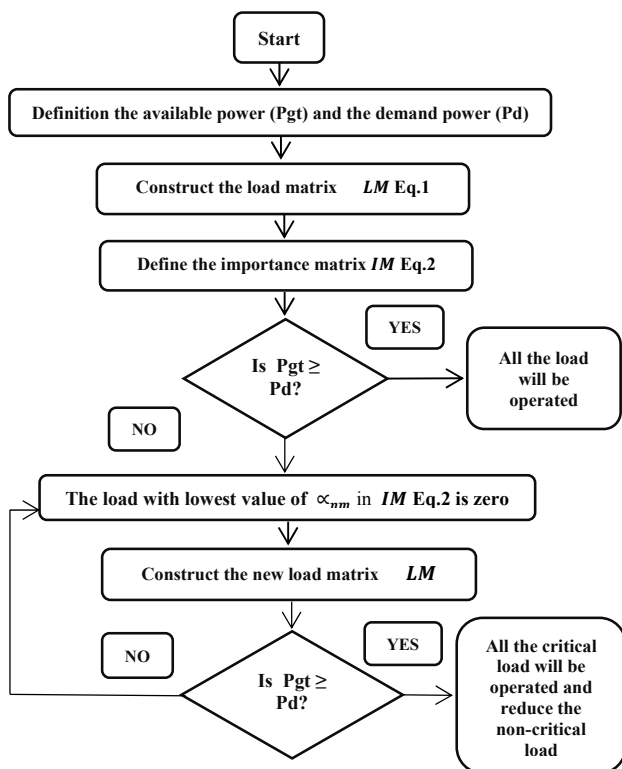 Start
Definition the available power (Pgt) and the demand power (Pd)
Construct the load matrix LM Eq.1
Define the importance matrix IM Eq.2
YES
Is Pgt ≥
Pd?
All the load
will be
operated
NO
The load with lowest value of ∝nm in IM Eq.2 is zero
Construct the new load matrix LM
NO
YES
Is Pgt ≥
Pd?
All the critical
load will be
operated and
reduce the
non-critical
load